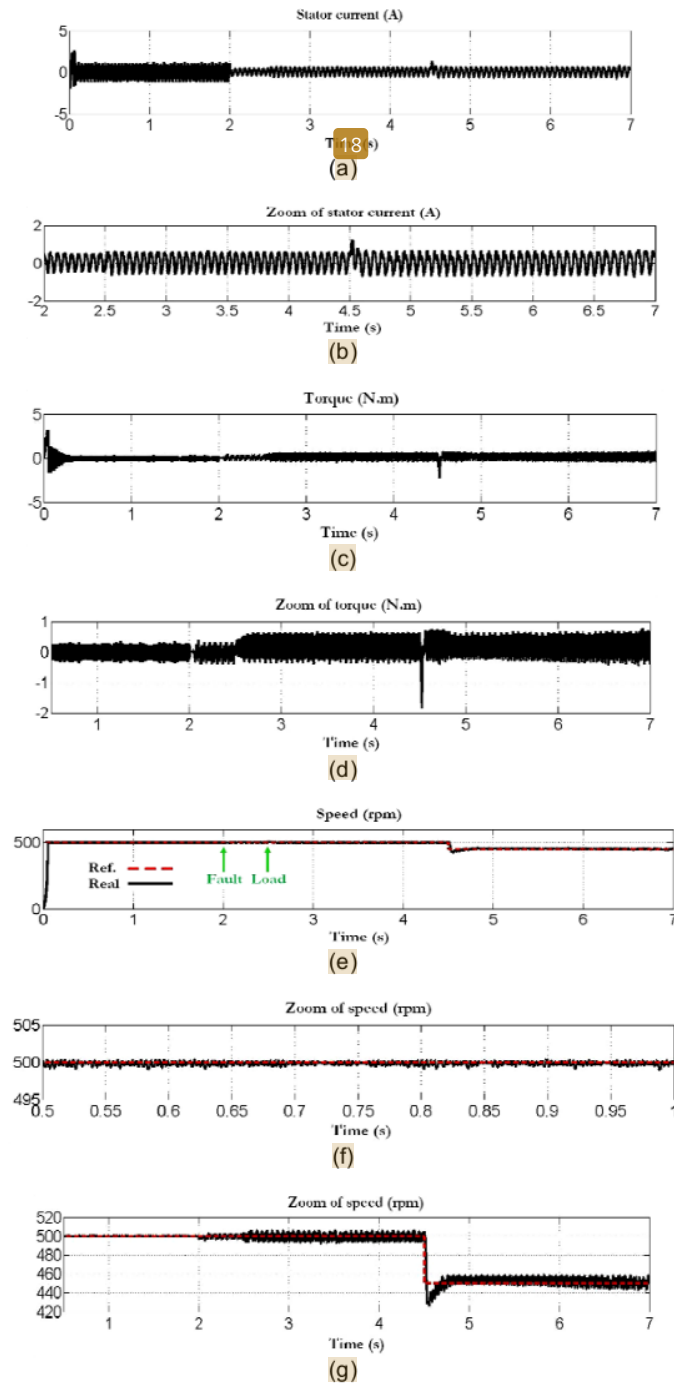 Stator current (A)
5
0
-5
0 1 2 3 4 5 6 7
18
(a)
Zoom of stator current (A)
2
0
-2
2 2.5 3 3.5 4 4.5 5 5.5 6 6.5 7
Time (s)
(b)
Torque (N.m)
5
0
-5
0 1 2 3 4 5 6 7
Time (s)
(c)
Zoom of torque (N.m)
1
0
-1
-2
1 2 3 4 5 6 7
Time (s)
(d)
Speed (rpm)
500
Ref.
Real
Fault Load
0
0 1 2 3 4 5 6 7
Time (s)
(e)
Zoom of speed (rpm)
505
500
495
0.5 0.55 0.6 0.65 0.7 0.75 0.8 0.85 0.9 0.95 1
Time (s)
(f)
Zoom of speed (rpm)
520
500
480
460
440
420
1 2 3 4 5 6 7
Time (s)
(g)